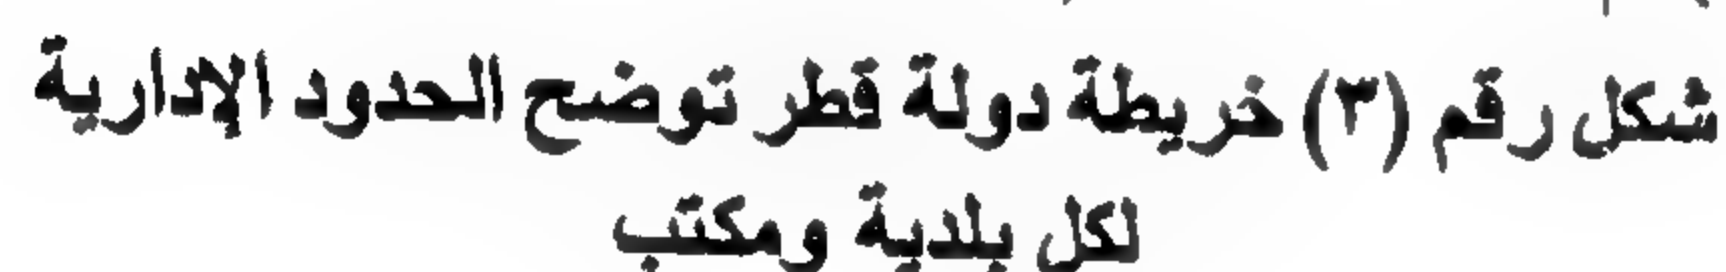 شكل رقم (٣) خريطة دولة قطر توضح الحدود الإدارية
لكل بلدية ومكتب